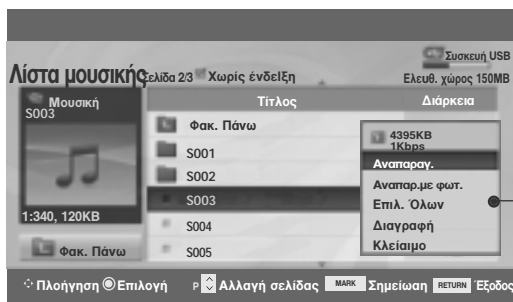 Συσκευή USB
Λίστα μουσικής Σελίδα 2/3 Χωρίς ένδειξη Ελευθ. χώρος 150MB
Μουσική
S003
Τίτλος Διάρκεια
Φακ. Πάνω
S001
S002
S003
S004
S005
4395KB
1Kbps
Αναπαραγ.
Αναπαρ.με φωτ.
Επιλ. Όλων
Διαγραφή
Κλείσιμο
1:340, 120KB
Φακ. Πάνω
Πλοήγηση Επιλογή P Αλλαγή σελίδας MARK Σημείωση RETURN Έξοδος